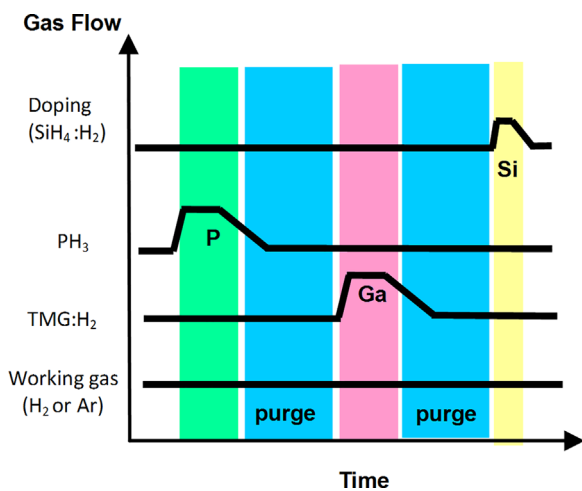 Gas Flow
Doping
(SiH₄ :H₂)
Si
P
PH₃
Ga
TMG:H₂
Working gas
(H₂ or Ar)
purge purge
Time